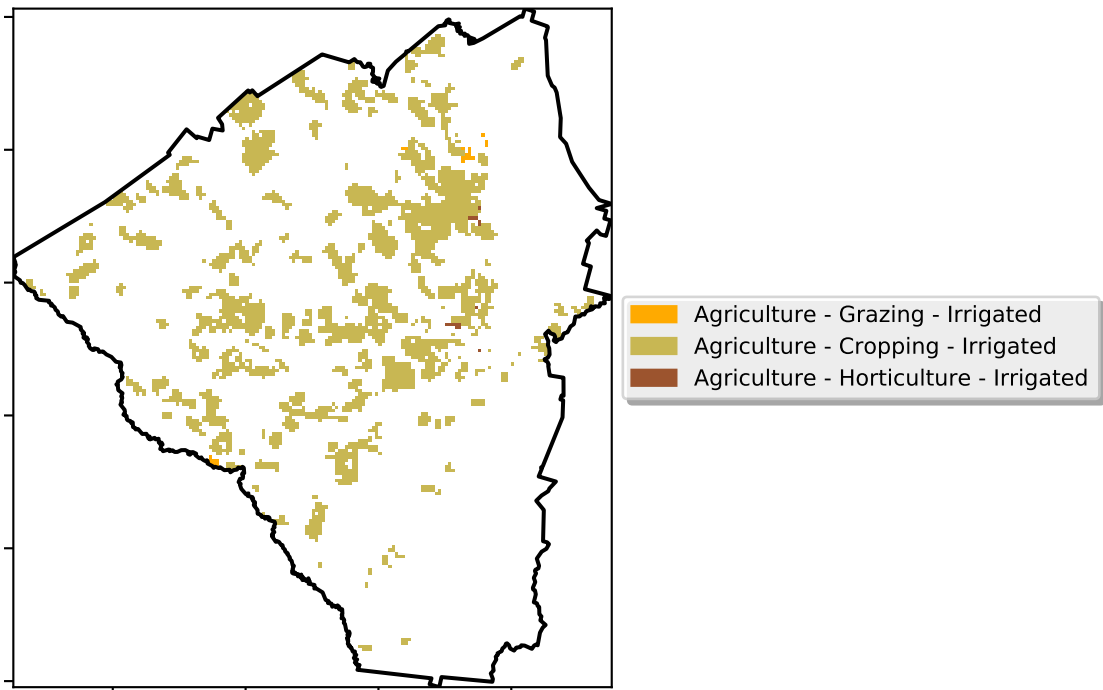 Agriculture - Grazing - Irrigated
Agriculture - Cropping - Irrigated
Agriculture - Horticulture - Irrigated